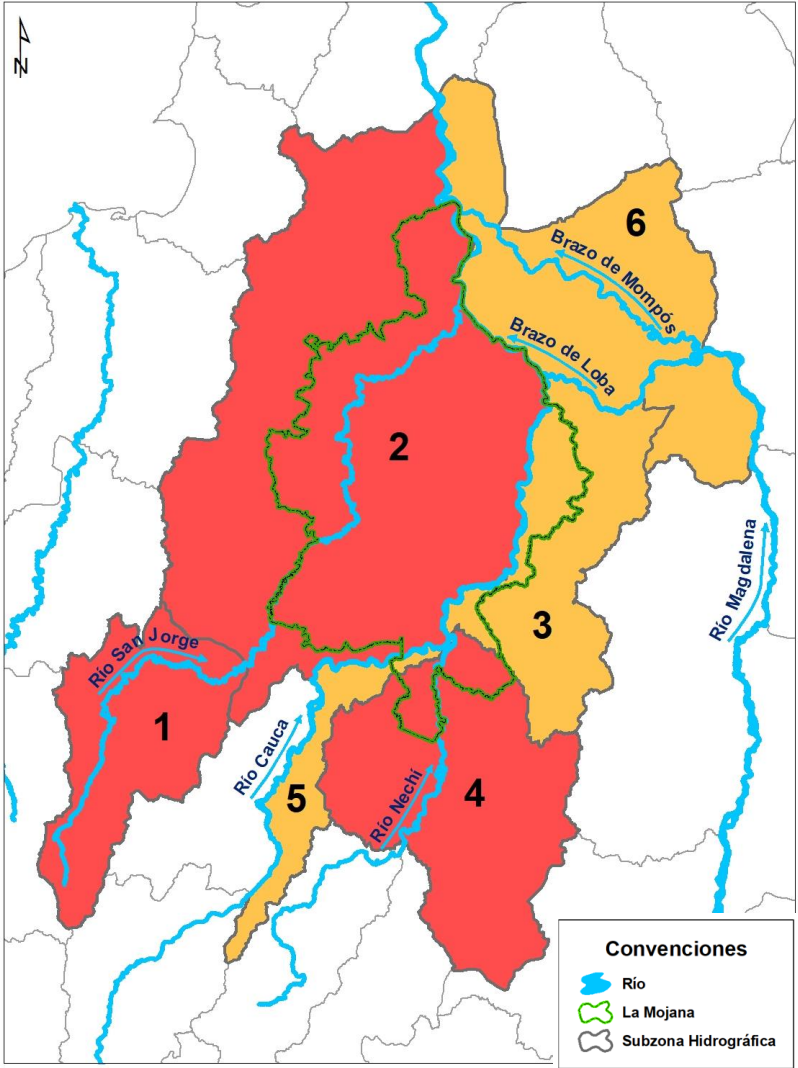 N
6
Brazo de Mompós
Brazo de Loba
2
Río Magdalena
3
Río San Jorge
1
Río Cauca
5
Río Nechí
4
Convenciones
Río
La Mojana
Subzona Hidrográfica